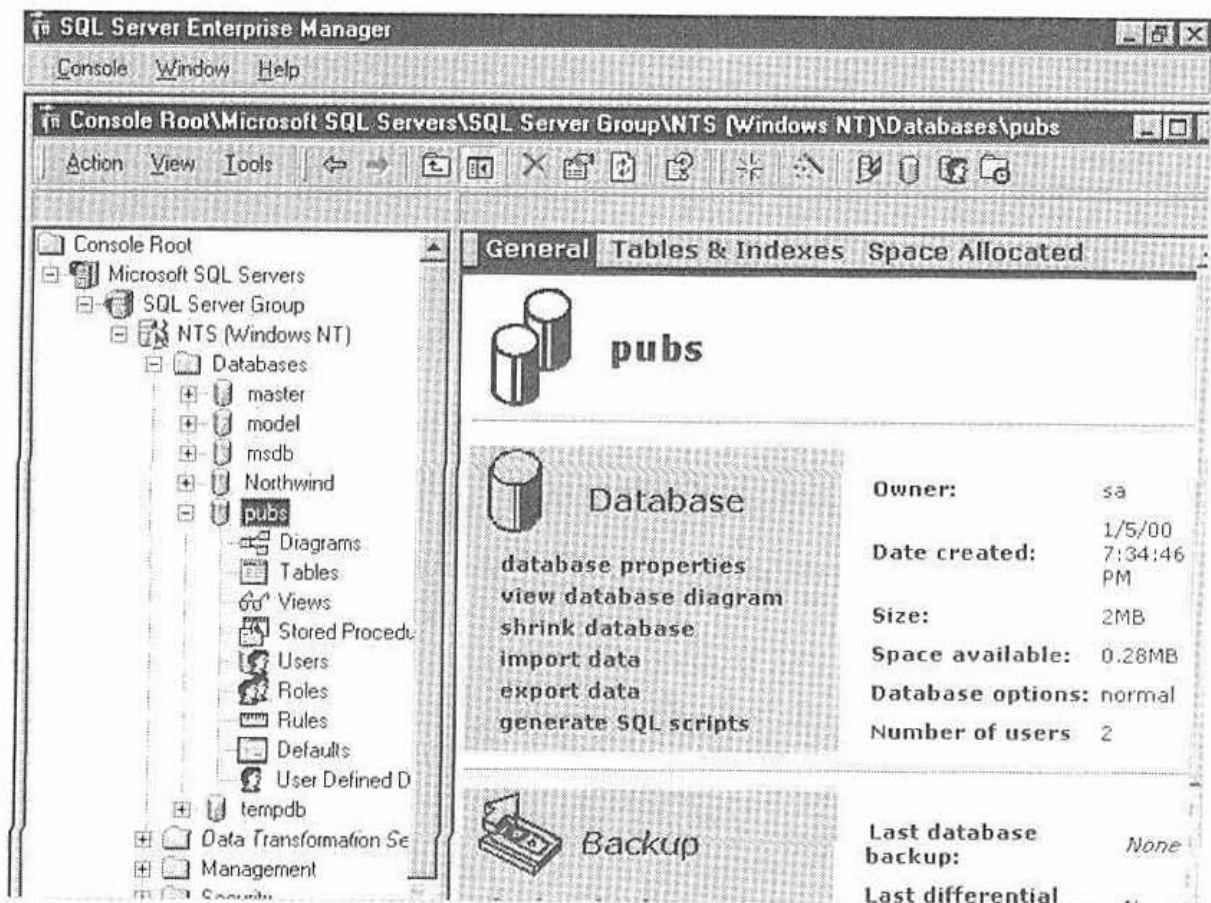 SQL Server Enterprise Manager
Console Window Help
Console Root\Microsoft SQL Servers\SQL Server Group\NTS (Windows NT)\Databases\pubs
Action View Tools
Console Root
Microsoft SQL Servers
SQL Server Group
NTS (Windows NT)
Databases
master
model
msdb
Northwind
pubs
Diagrams
Tables
Views
Stored Procedu
Users
Roles
Rules
Defaults
User Defined D
tempdb
Data Transformation Se
Management
Security
General Tables & Indexes Space Allocated
pubs
Database
database properties
view database diagram
shrink database
import data
export data
generate SQL scripts
Owner: sa
Date created: 1/5/00 7:34:46 PM
Size: 2MB
Space available: 0.28MB
Database options: normal
Number of users 2
Backup
Last database backup: None
Last differential